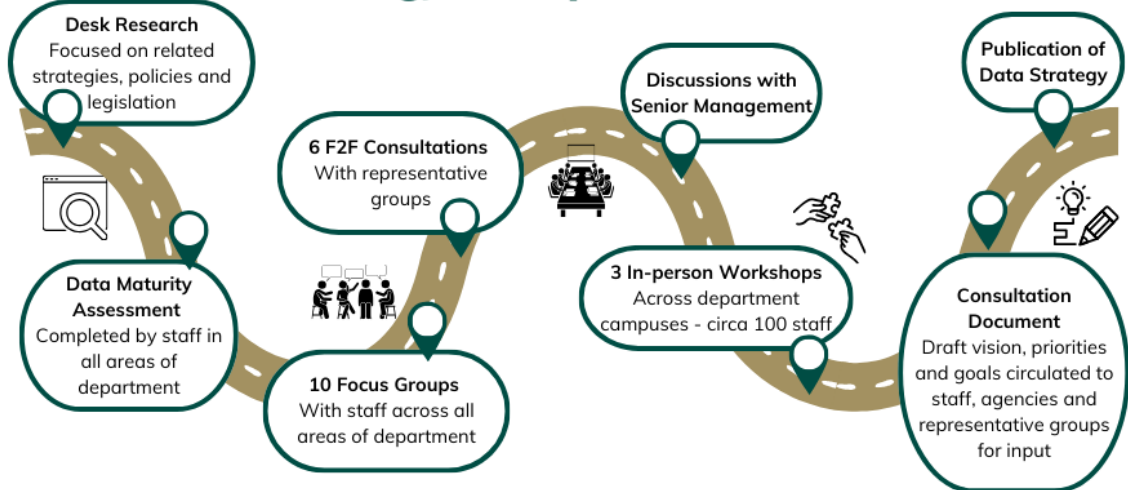 Desk Research
Focused on related
strategies, policies and
legislation
Data Maturity
Assessment
Completed by staff in
all areas of
department
10 Focus Groups
With staff across all
areas of department
6 F2F Consultations
With representative
groups
Discussions with
Senior Management
3 In-person Workshops
Across department
campuses - circa 100 staff
Consultation
Document
Draft vision, priorities
and goals circulated to
staff, agencies and
representative groups
for input
Publication of
Data Strategy